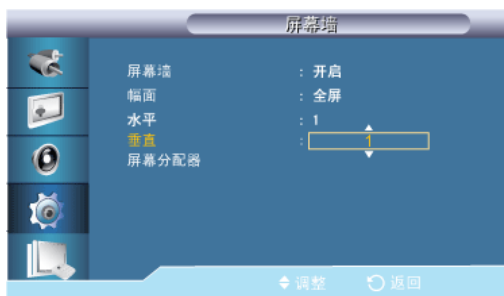 屏幕墙
屏幕墙 : 开启
幅面 : 全屏
水平 : 1
垂直 : 1
屏幕分配器
调整 返回